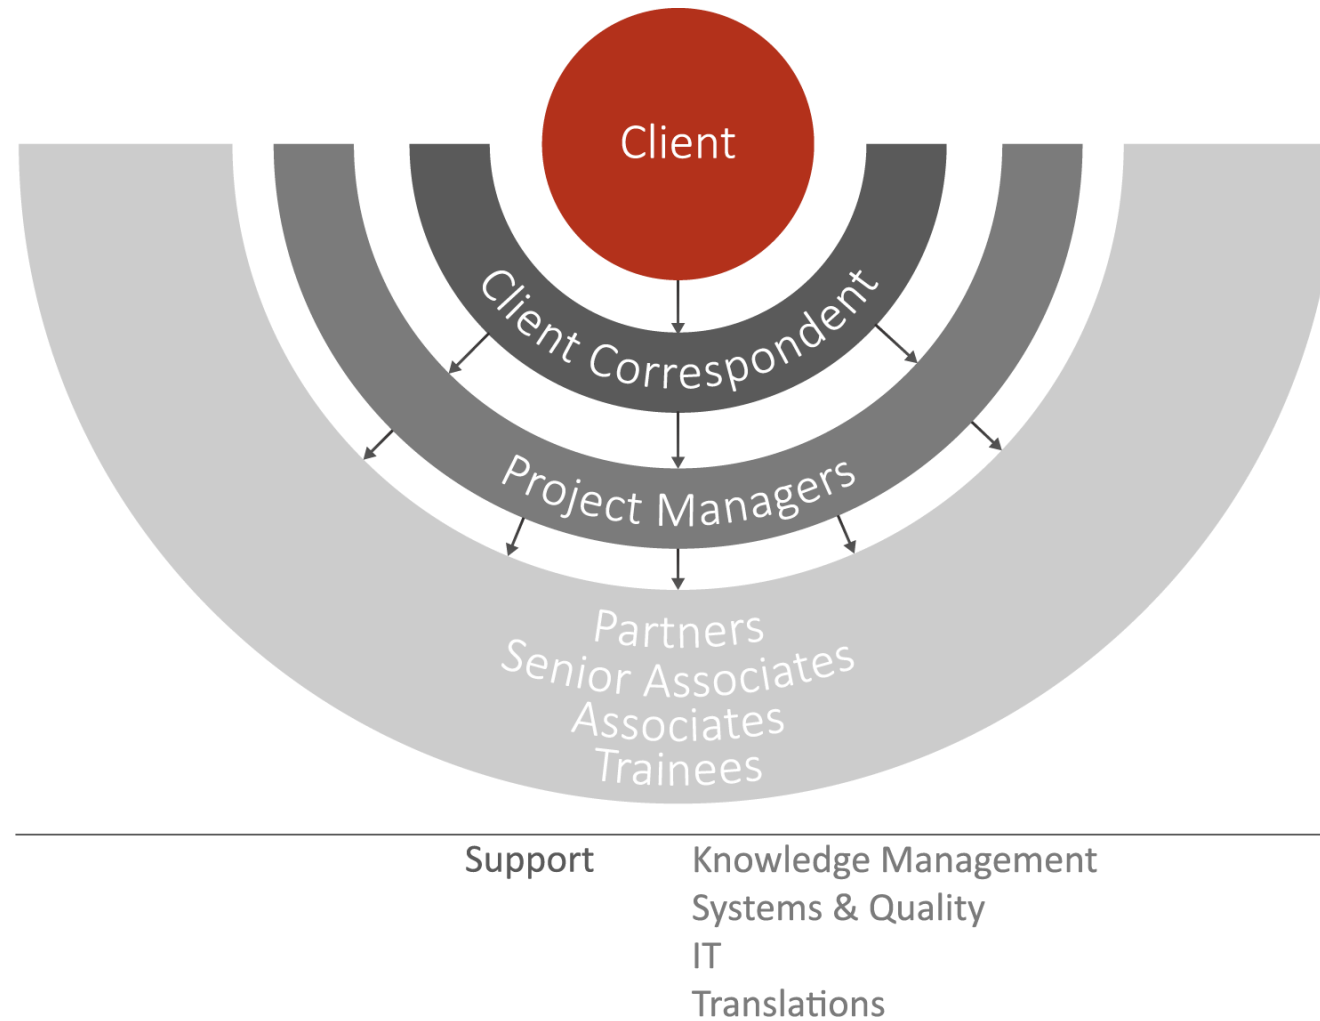 Client
Client Correspondent
Project Managers
Partners
Senior Associates
Associates
Trainees
Support
Knowledge Management
Systems & Quality
IT
Translations